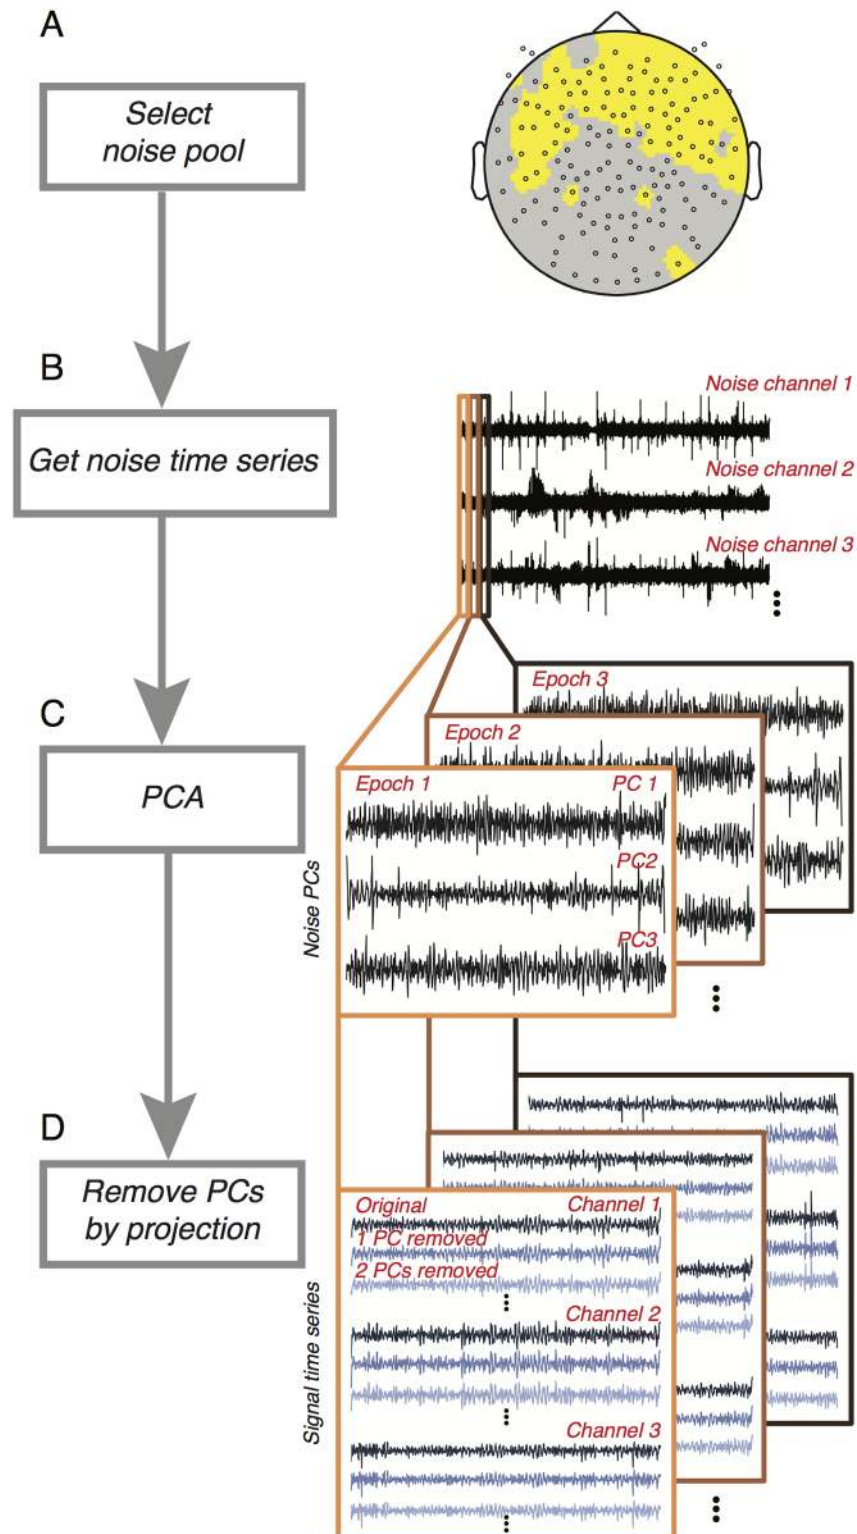 A
Select
noise pool
B
Noise channel 1
Get noise time series
Noise channel 2
Noise channel 3
C
PCA
Epoch 3
Epoch 2
Epoch 1
PC 1
PC2
PC3
Noise PCs
D
Remove PCs
by projection
Original
Channel 1
1 PC removed
2 PCs removed
Channel 2
Channel 3
Signal time series